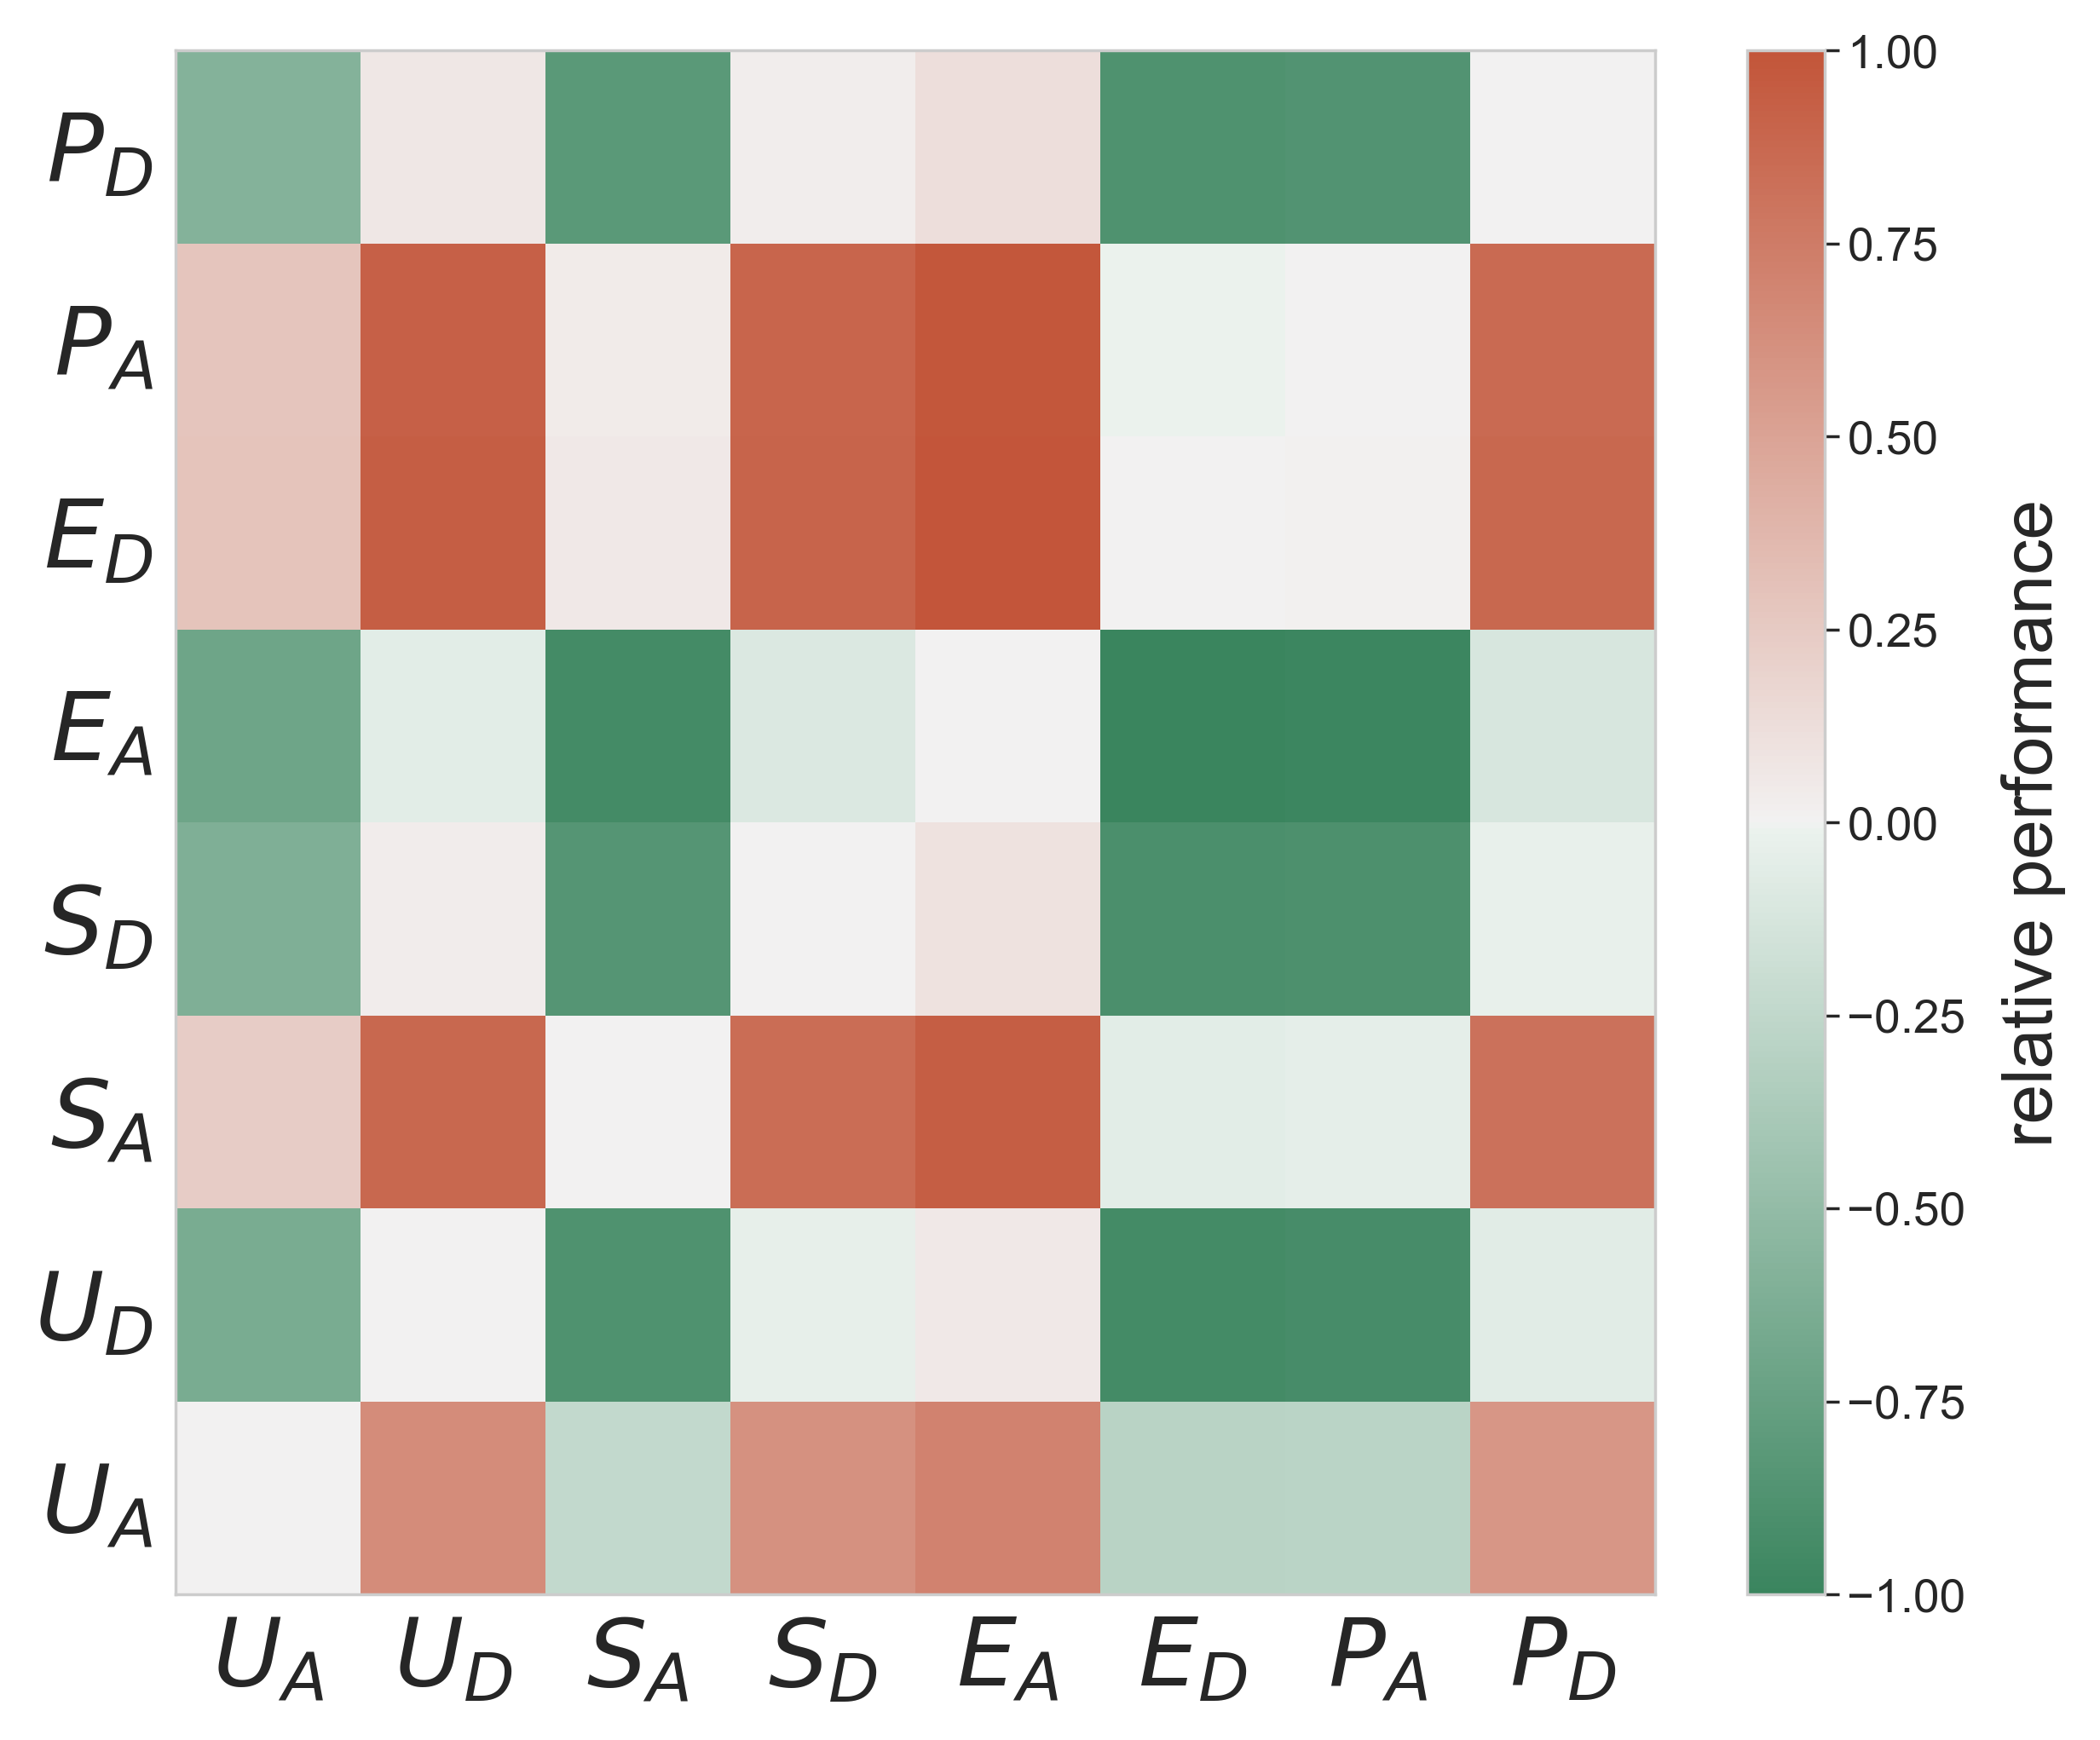 P_D
P_A
E_D
E_A
S_D
S_A
U_D
U_A
U_A U_D S_A S_D E_A E_D P_A P_D
1.00
0.75
0.50
0.25
0.00
−0.25
−0.50
−0.75
−1.00
relative performance